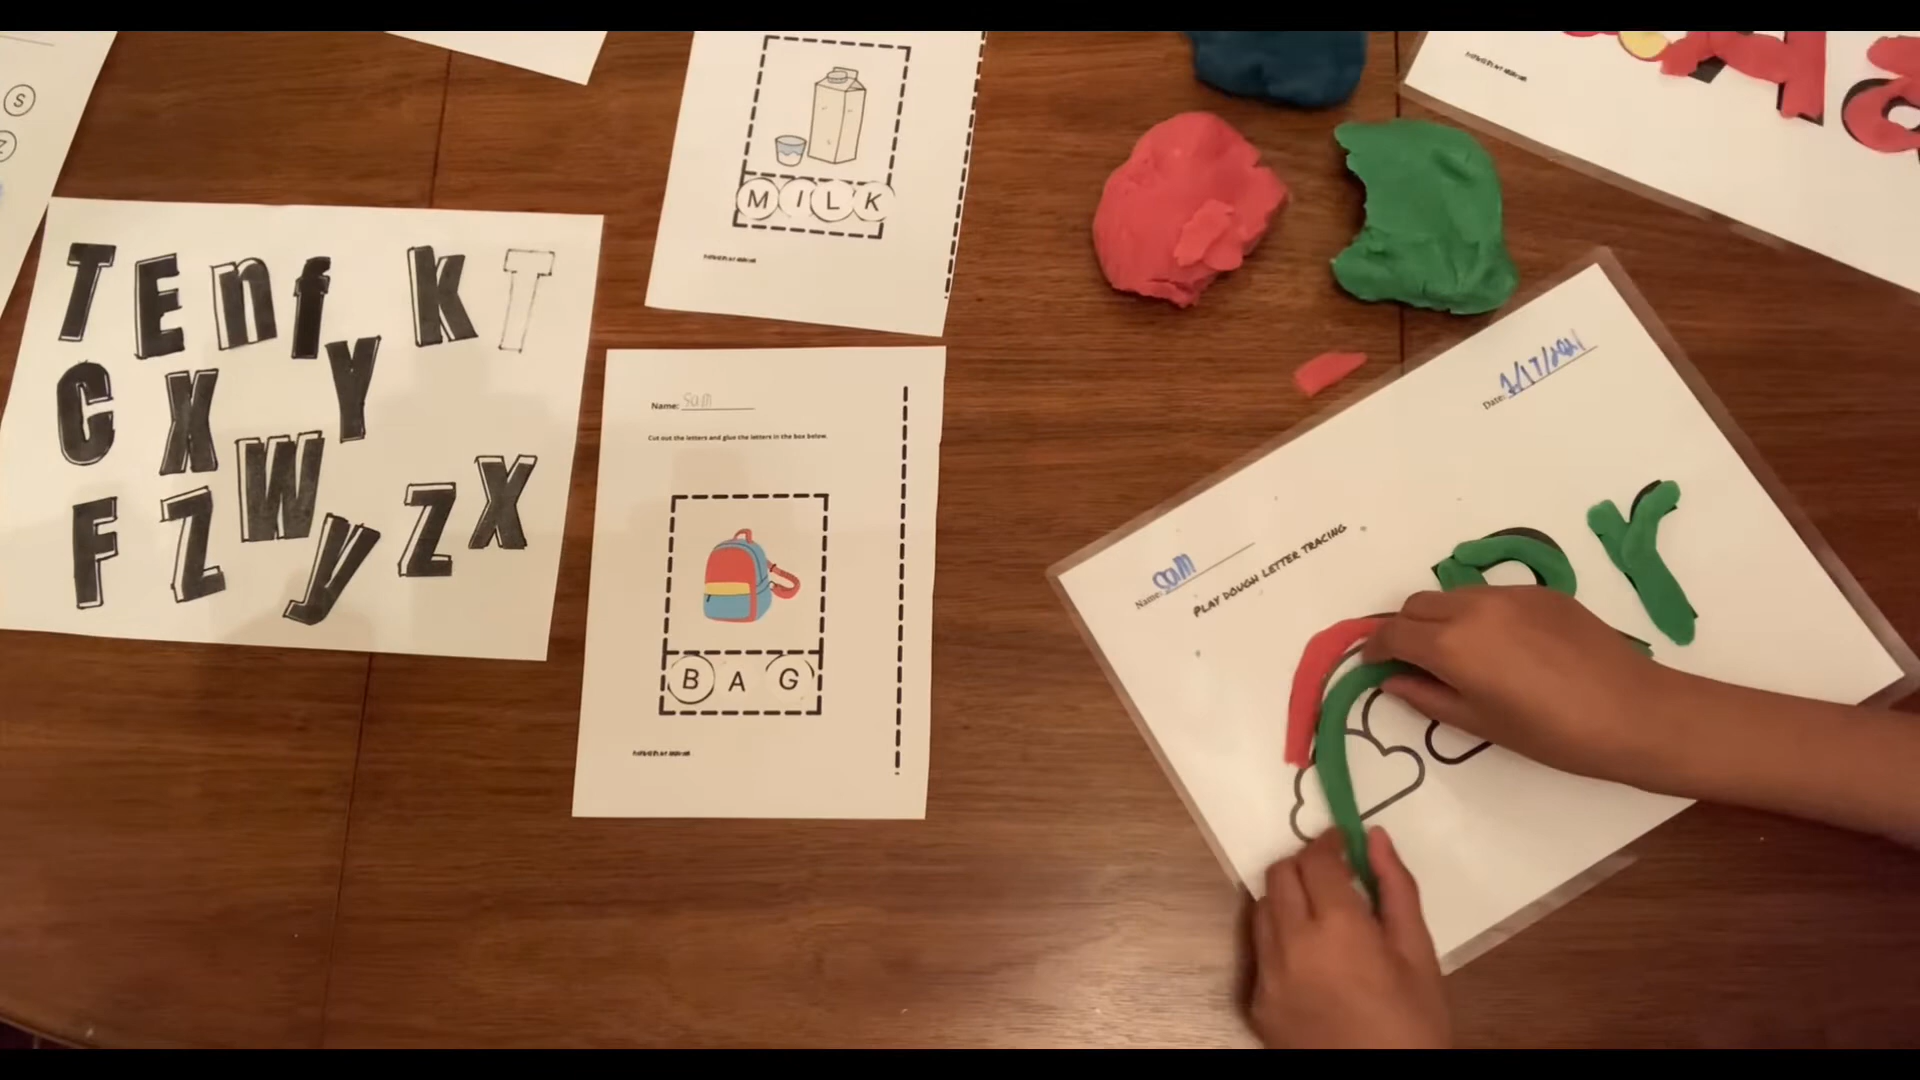 S
Z
T E n f k T
C X Y
F Z W y Z X
M I L K
Name: Sam
Cut out the letters and glue the letters in the box below.
B A G
A a
Date:
Name: Sam
PLAY DOUGH LETTER TRACING
R r